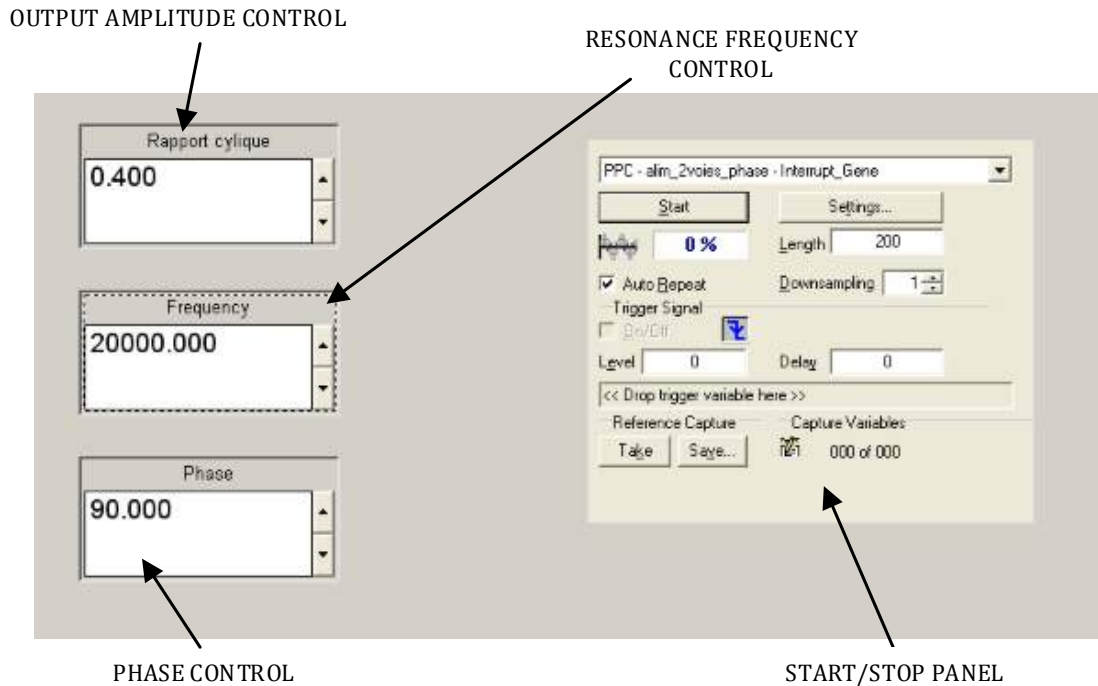 OUTPUT AMPLITUDE CONTROL
RESONANCE FREQUENCY
CONTROL
Rapport cylique
0.400
Frequency
20000.000
Phase
90.000
PPC - alim_2voies_phase - Interrupt_Gene
Start
Settings...
0 %
Length
200
Auto Repeat
Downsampling
1
Trigger Signal
On/Off
Level
0
Delay
0
<< Drop trigger variable here >>
Reference Capture
Capture Variables
Take
Save...
000 of 000
PHASE CONTROL
START/STOP PANEL